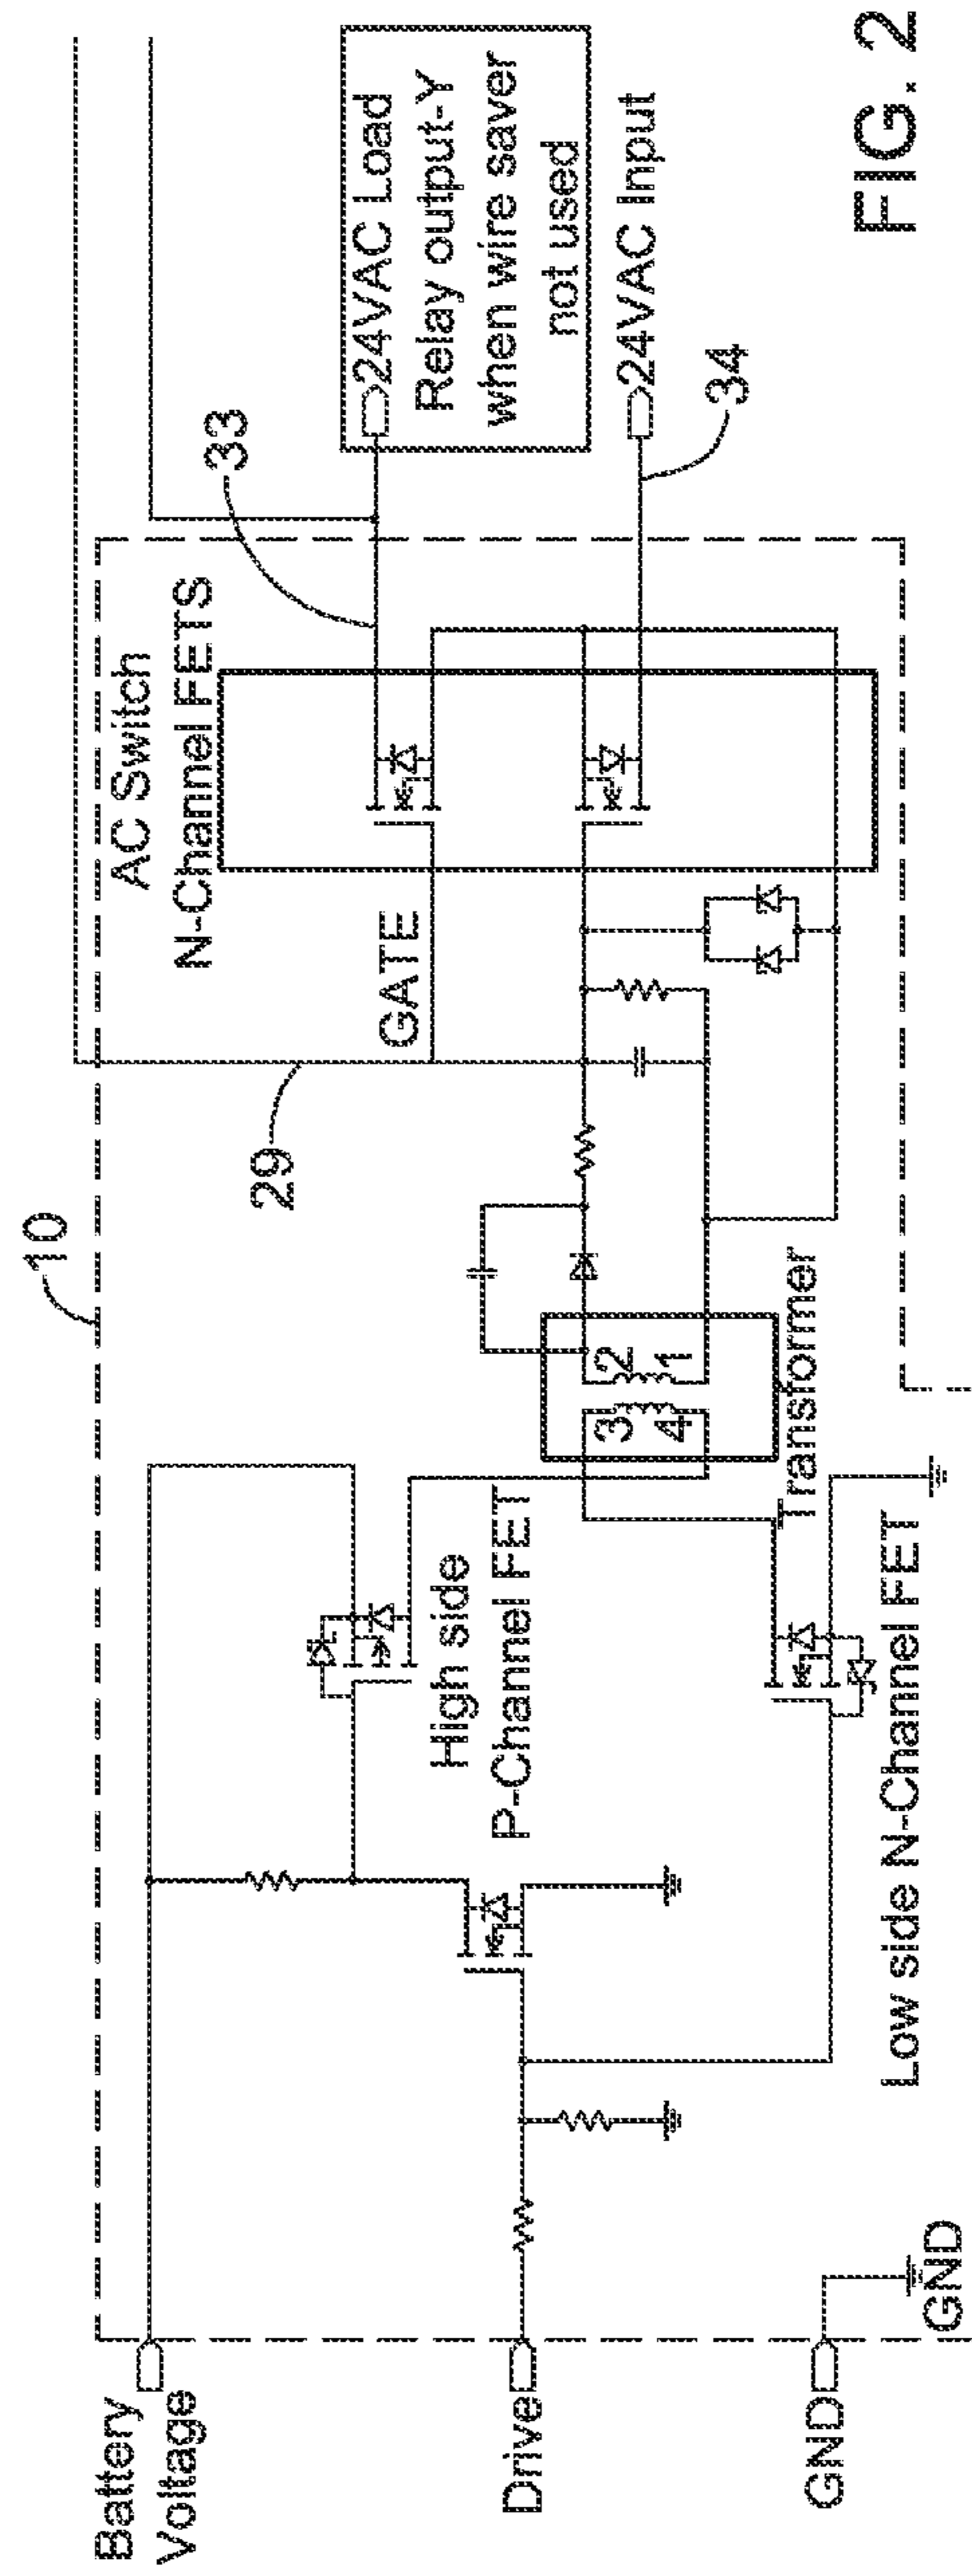 10
Battery
Voltage
Drive
GND
GND
High side
P-Channel FET
Low side N-Channel FET
Transformer
3
4
2
1
29
GATE
AC Switch
N-Channel FETS
33
24VAC Load
Relay output-Y
when wire saver
not used
24VAC Input
34
FIG. 2